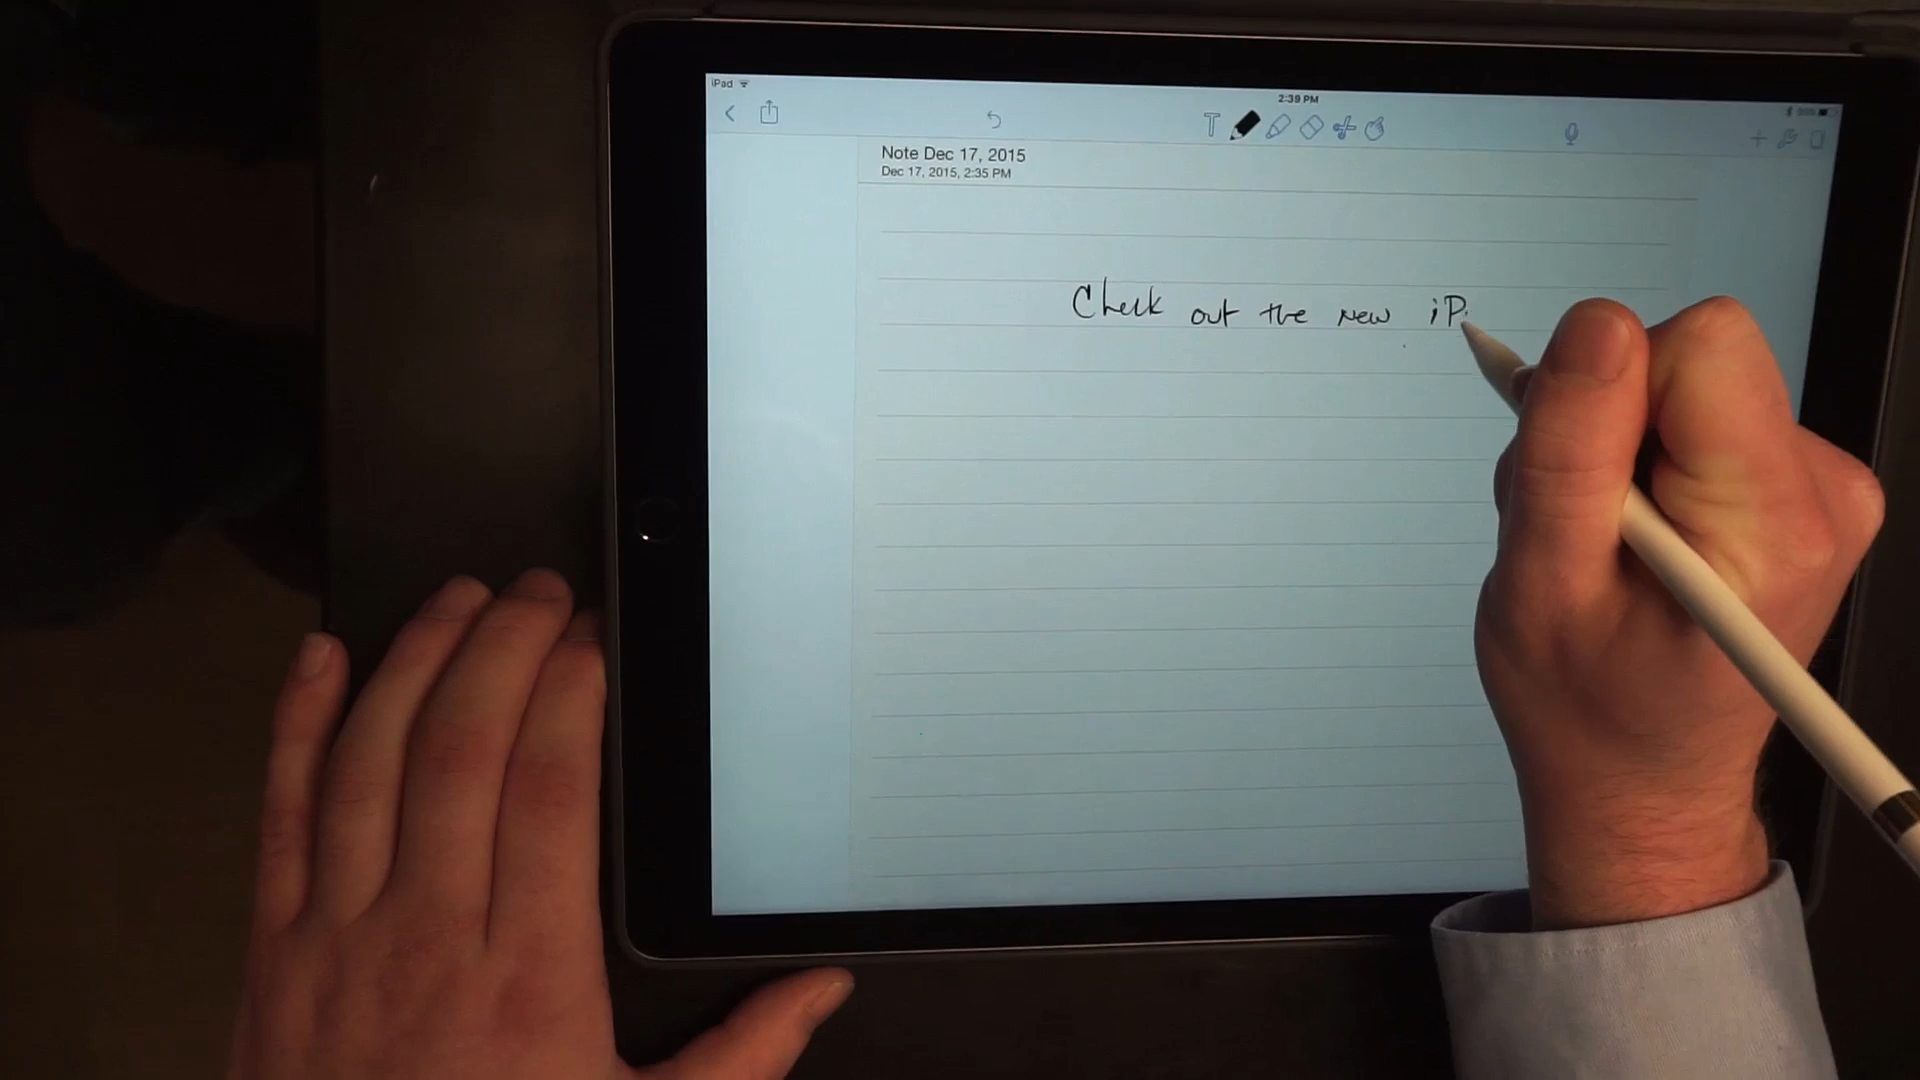 iPad
2:39 PM
T
Note Dec 17, 2015
Dec 17, 2015, 2:35 PM
Check out the new iP